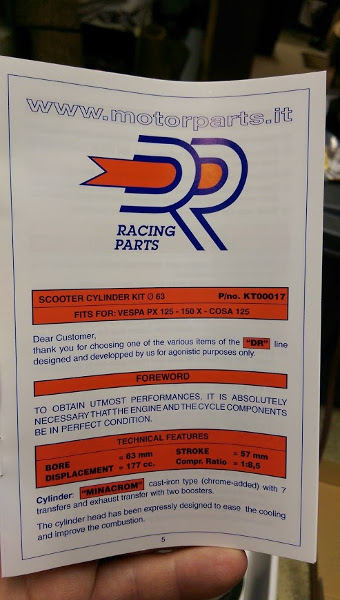 www.motorparts.it
DR
RACING
PARTS
SCOOTER CYLINDER KIT Ø 63 P/no. KT00017
FITS FOR: VESPA PX 125 - 150 X - COSA 125
Dear Customer,
thank you for choosing one of the various items of the "DR" line
designed and developped by us for agonistic purposes only.
FOREWORD
TO OBTAIN UTMOST PERFORMANCES, IT IS ABSOLUTELY
NECESSARY THAT THE ENGINE AND THE CYCLE COMPONENTS
BE IN PERFECT CONDITION.
TECHNICAL FEATURES
BORE = 63 mm STROKE = 57 mm
DISPLACEMENT = 177 cc. Compr. Ratio = 1:8,5
Cylinder: "MINACROM" cast-iron type (chrome-added) with 7
transfers and exhaust transfer with two boosters.
The cylinder head has been expressly designed to ease the cooling
and improve the combustion.
5